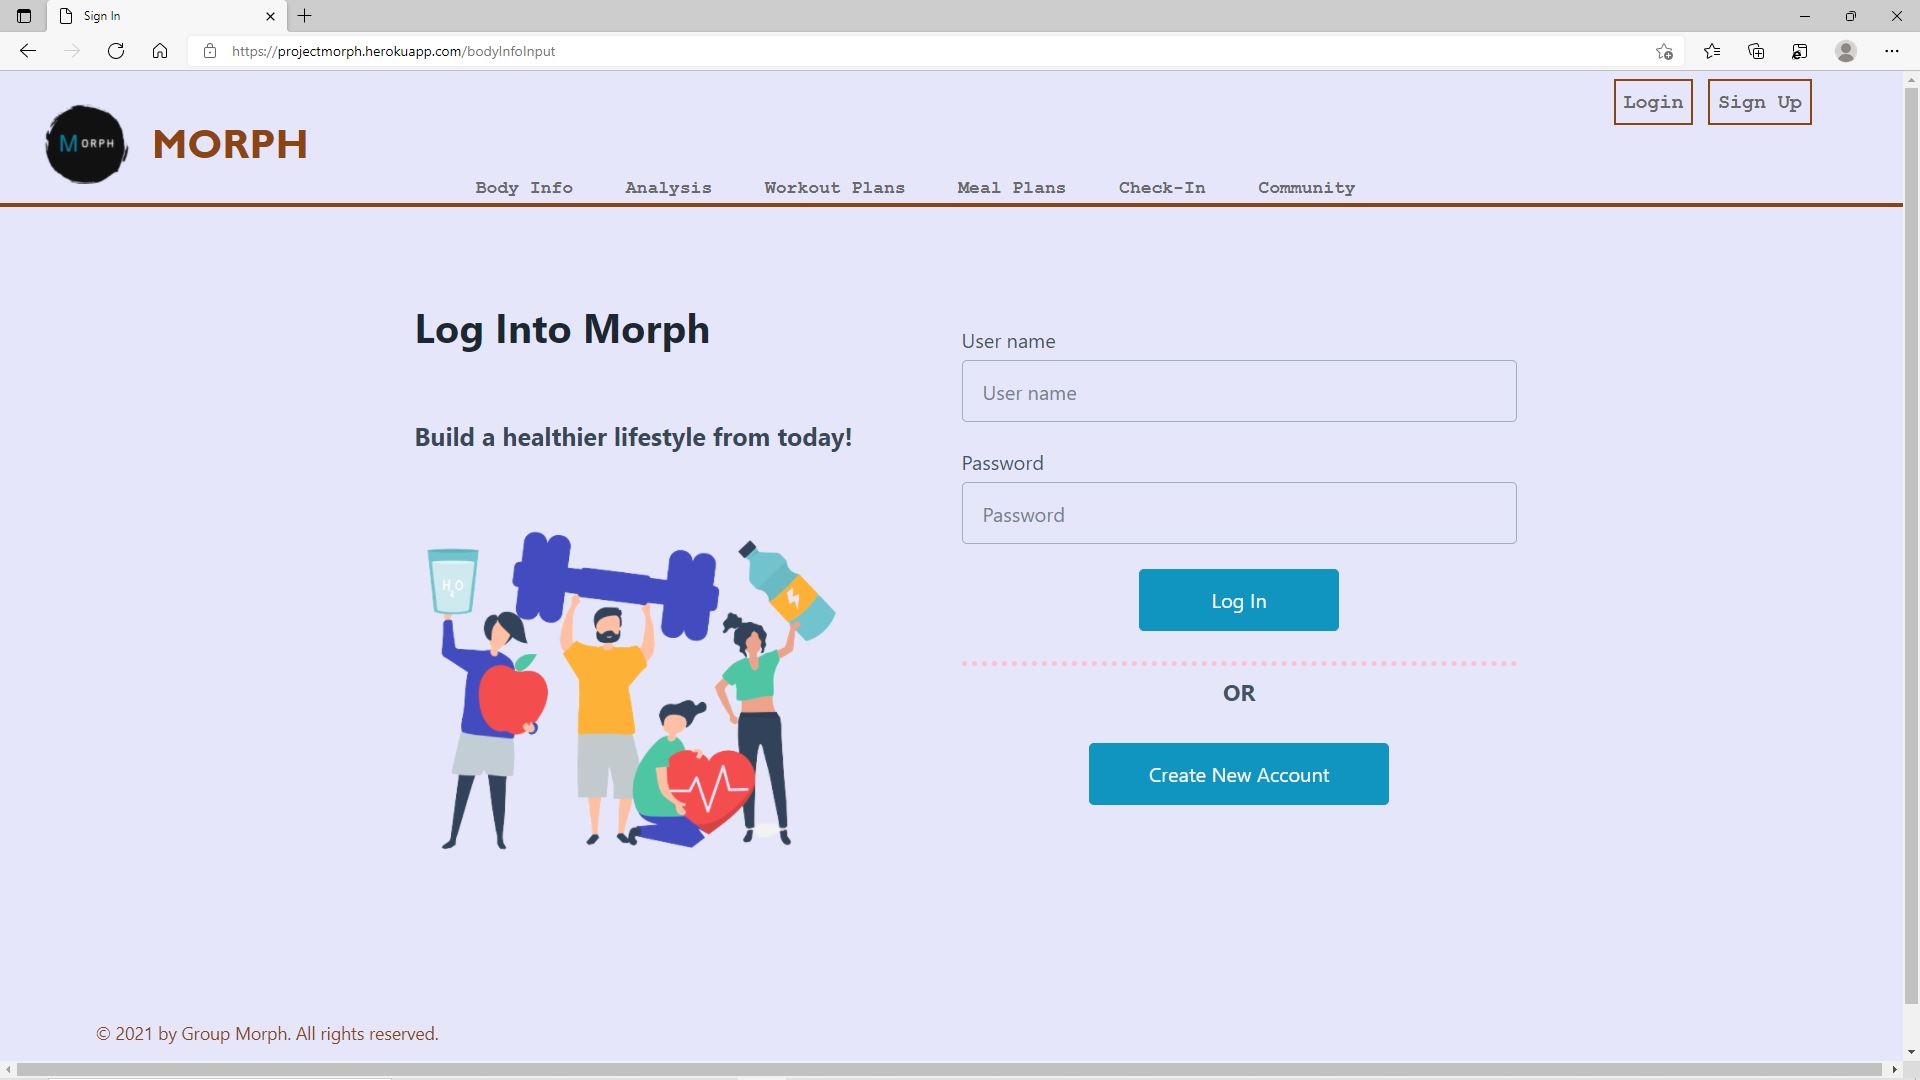 Sign In
https://projectmorph.herokuapp.com/bodyInfoInput
Login
Sign Up
MORPH
MORPH
Body Info
Analysis
Workout Plans
Meal Plans
Check-In
Community
Log Into Morph
Build a healthier lifestyle from today!
H₂O
User name
User name
Password
Password
Log In
OR
Create New Account
© 2021 by Group Morph. All rights reserved.